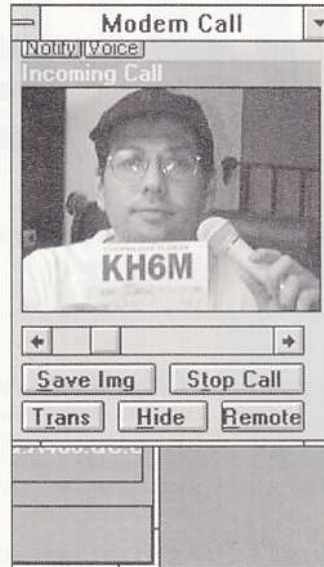 Modem Call
Notify Voice
Incoming Call
KH6M
Save Img Stop Call
Trans Hide Remote